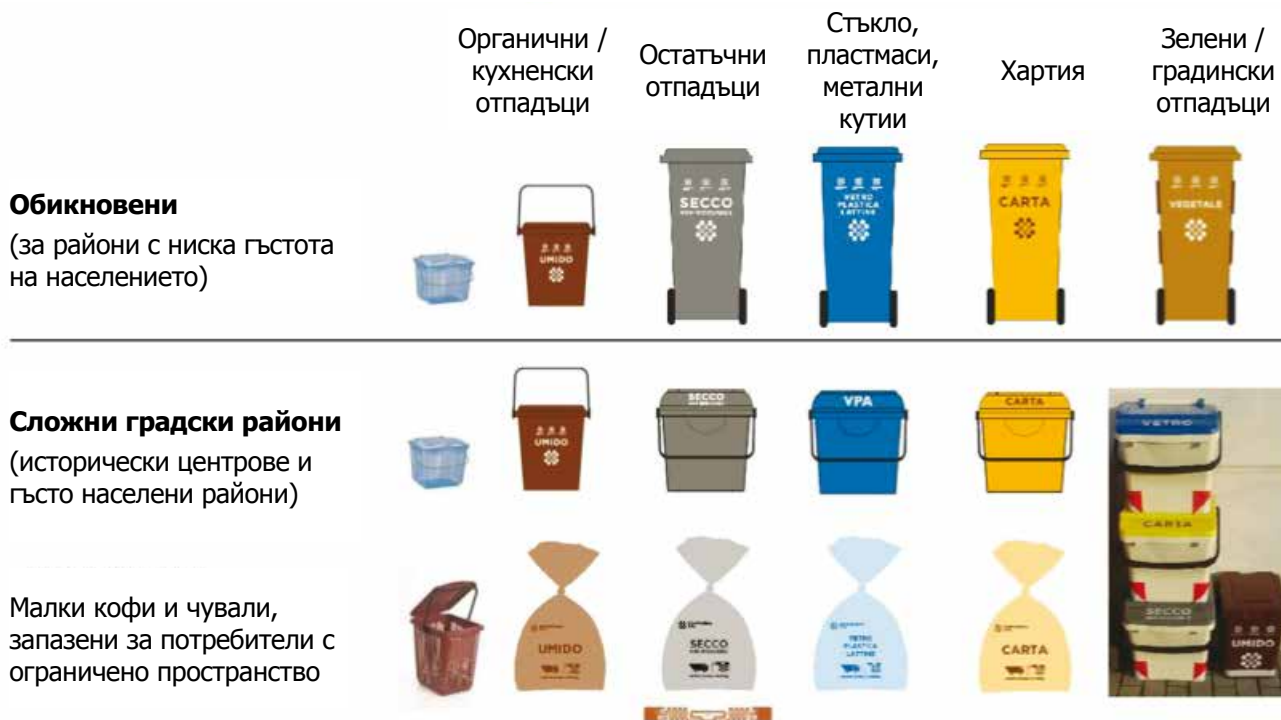 Органични /
кухненски
отпадъци
Остатъчни
отпадъци
Стъкло,
пластмаси,
метални
кутии
Хартия
Зелени /
градински
отпадъци
Обикновени
(за райони с ниска гъстота
на населението)
UMIDO
SECCO
VETRO
PLASTICA
LATTINE
CARTA
VEGETALE
Сложни градски райони
(исторически центрове и
гъсто населени райони)
UMIDO
SECCO
VPA
CARTA
VETRO
CARTA
SECCO
UMIDO
Малки кофи и чували,
запазени за потребители с
ограничено пространство
UMIDO
SECCO
VETRO
PLASTICA
LATTINE
CARTA